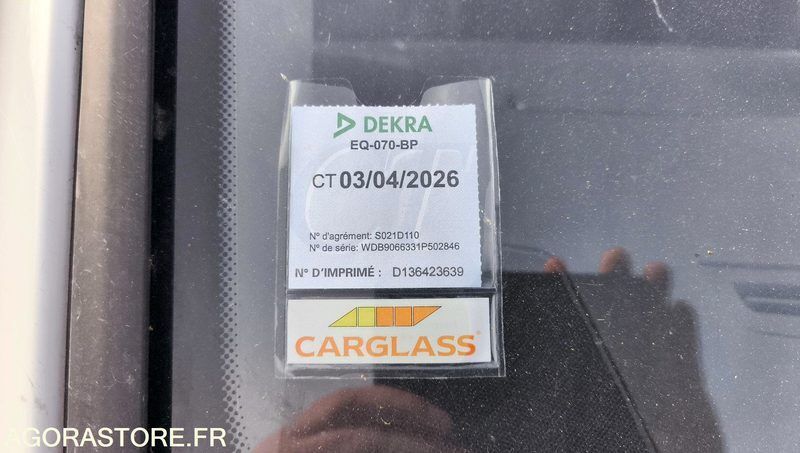 DEKRA
EQ-070-BP
CT 03/04/2026
N° d'agrément: S021D110
N° de série: WDB9066331P502846
N° D'IMPRIMÉ : D136423639
CARGLASS®
AGORASTORE.FR